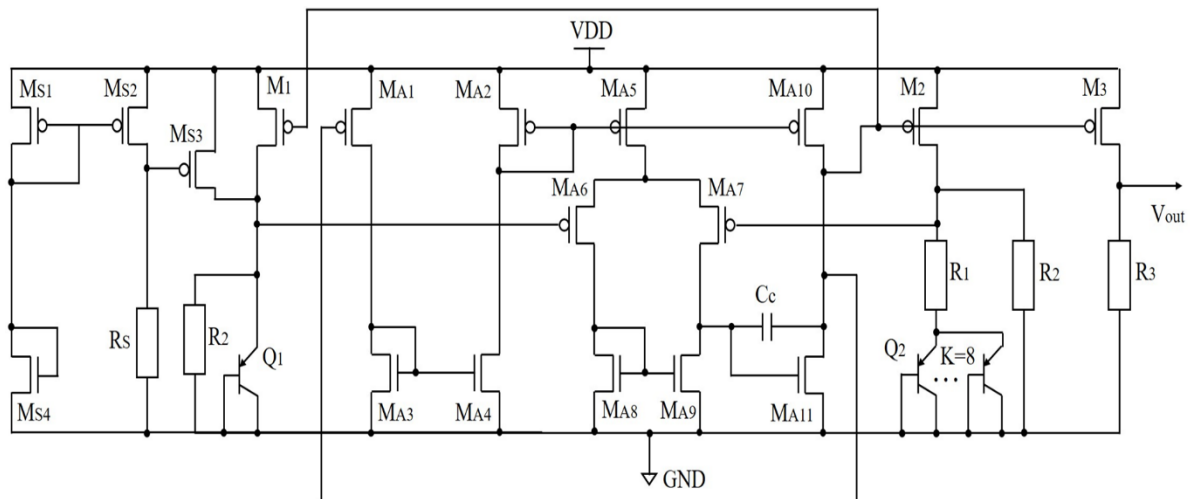 VDD
MS1
MS2
MS3
M1
MA1
MA2
MA5
MA10
M2
M3
MA6
MA7
Vout
RS
R2
Q1
Cc
R1
R2
R3
Q2
K=8
MS4
MA3
MA4
MA8
MA9
MA11
GND